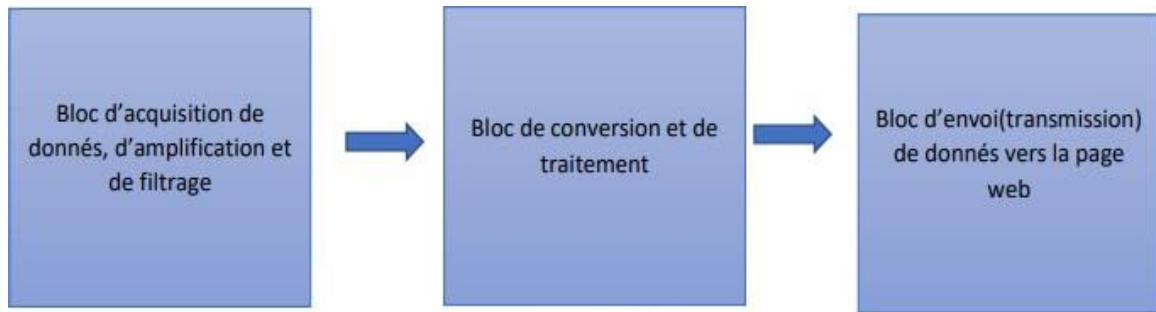 Bloc d'acquisition de
donnés, d'amplification et
de filtrage
Bloc de conversion et de
traitement
Bloc d'envoi(transmission)
de donnés vers la page
web